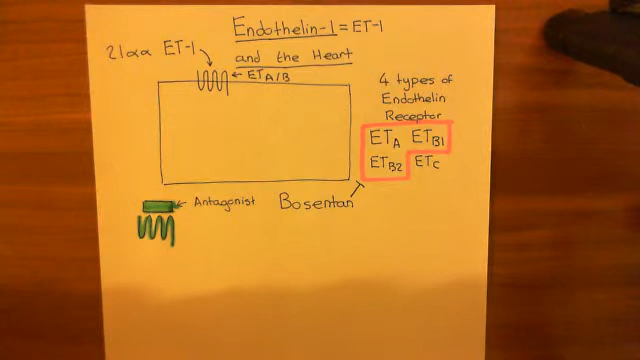 Endothelin-1 = ET-1
and the Heart
21αα ET-1
ETA/B
4 types of
Endothelin
Receptor
ETA ETB1
ETB2 ETC
Antagonist
Bosentan